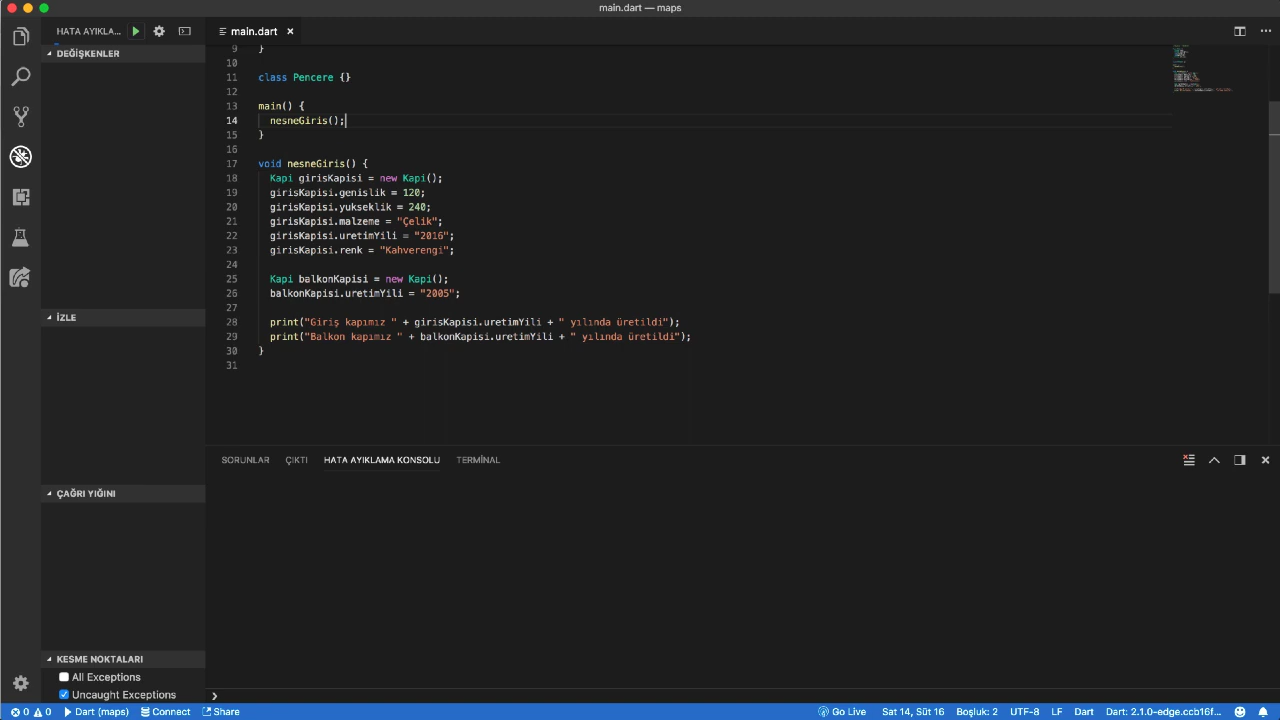 main.dart — maps
HATA AYIKLA...
main.dart
DEĞİŞKENLER
9 }
10
11 class Pencere {}
12
13 main() {
14 nesneGiris();
15 }
16
17 void nesneGiris() {
18 Kapi girisKapisi = new Kapi();
19 girisKapisi.genislik = 120;
20 girisKapisi.yukseklik = 240;
21 girisKapisi.malzeme = "Çelik";
22 girisKapisi.uretimYili = "2016";
23 girisKapisi.renk = "Kahverengi";
24
25 Kapi balkonKapisi = new Kapi();
26 balkonKapisi.uretimYili = "2005";
27
28 print("Giriş kapımız " + girisKapisi.uretimYili + " yılında üretildi");
29 print("Balkon kapımız " + balkonKapisi.uretimYili + " yılında üretildi");
30 }
31
İZLE
ÇAĞRI YIĞINI
KESME NOKTALARI
All Exceptions
Uncaught Exceptions
SORUNLAR ÇIKTI HATA AYIKLAMA KONSOLU TERMİNAL
0 0 Dart (maps) Connect Share Go Live Sat 14, Süt 16 Boşluk: 2 UTF-8 LF Dart Dart: 2.1.0-edge.ccb16f...